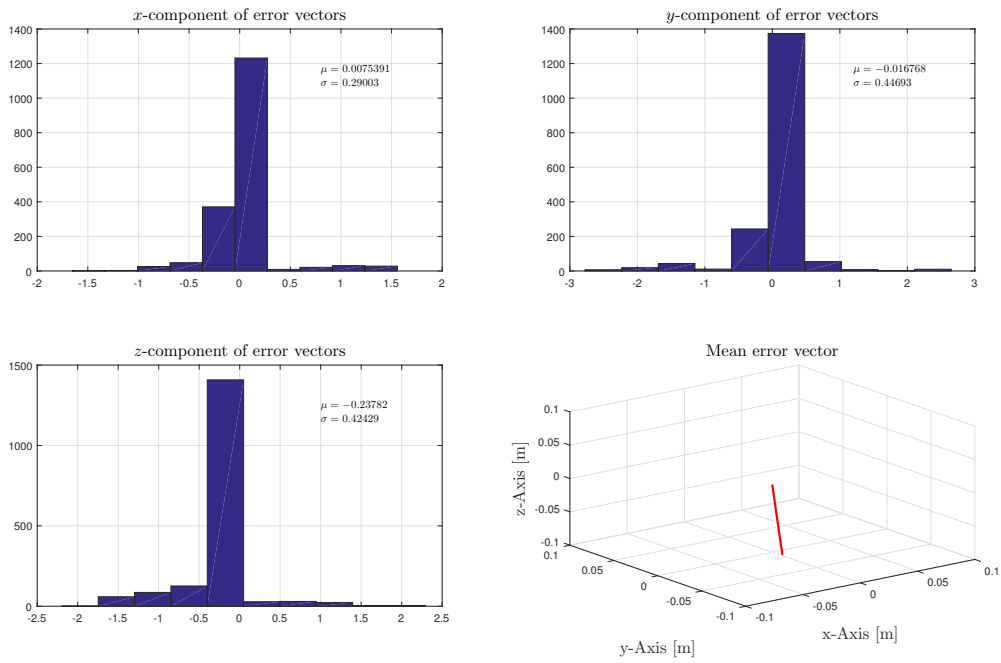 x-component of error vectors
1400
1200
1000
800
600
400
200
0
-2 -1.5 -1 -0.5 0 0.5 1 1.5 2
μ = 0.0075391
σ = 0.29003
y-component of error vectors
1400
1200
1000
800
600
400
200
0
-3 -2 -1 0 1 2 3
μ = −0.016768
σ = 0.44693
z-component of error vectors
1500
1000
500
0
-2.5 -2 -1.5 -1 -0.5 0 0.5 1 1.5 2 2.5
μ = −0.23782
σ = 0.42429
Mean error vector
z-Axis [m]
0.1
0.05
0
-0.05
-0.1
0.1
0.05
0
-0.05
-0.1
y-Axis [m]
-0.1
-0.05
0
0.05
0.1
x-Axis [m]